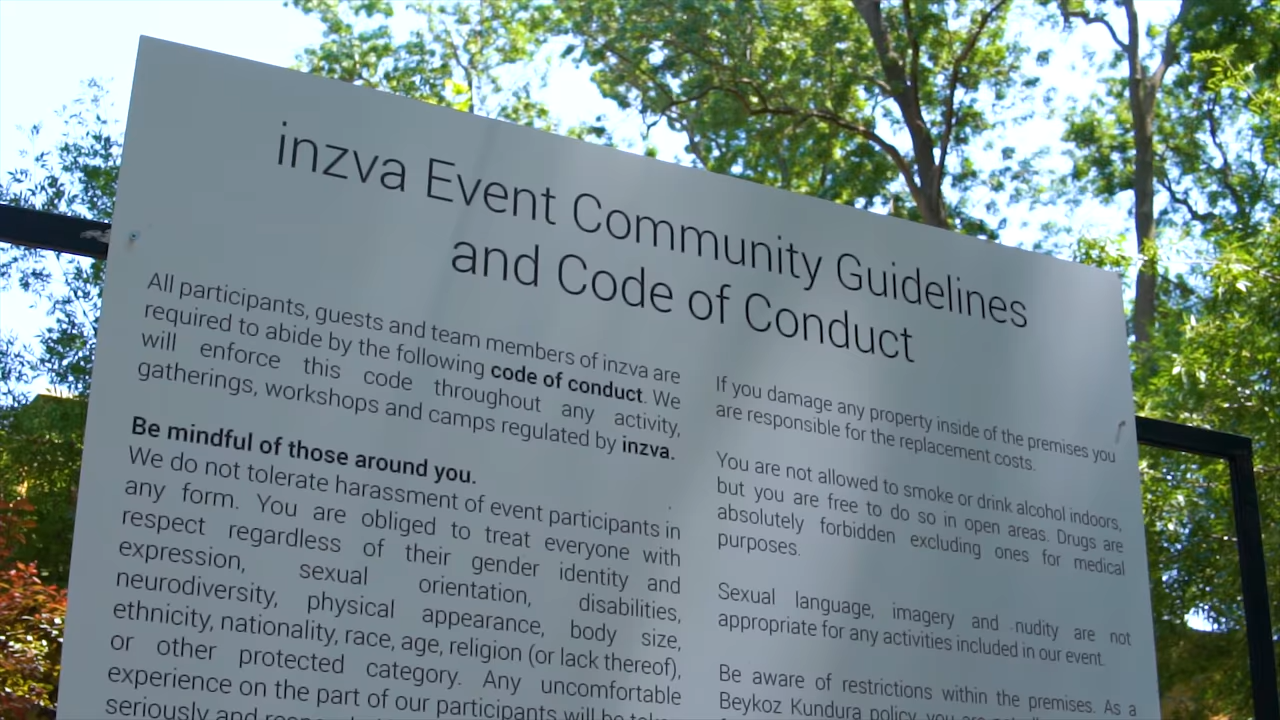 inzva Event Community Guidelines
and Code of Conduct
All participants, guests and team members of inzva are
required to abide by the following code of conduct. We
will enforce this code throughout any activity,
gatherings, workshops and camps regulated by inzva.
Be mindful of those around you.
We do not tolerate harassment of event participants in
any form. You are obliged to treat everyone with
respect regardless of their gender identity and
expression, sexual orientation, disabilities,
neurodiversity, physical appearance, body size,
ethnicity, nationality, race, age, religion (or lack thereof),
or other protected category. Any uncomfortable
experience on the part of our participants will be
seriously and
If you damage any property inside of the premises you
are responsible for the replacement costs.
You are not allowed to smoke or drink alcohol indoors,
but you are free to do so in open areas. Drugs are
absolutely forbidden excluding ones for medical
purposes.
Sexual language, imagery and nudity are not
appropriate for any activities included in our event.
Be aware of restrictions within the premises. As a
Beykoz Kundura policy, you are